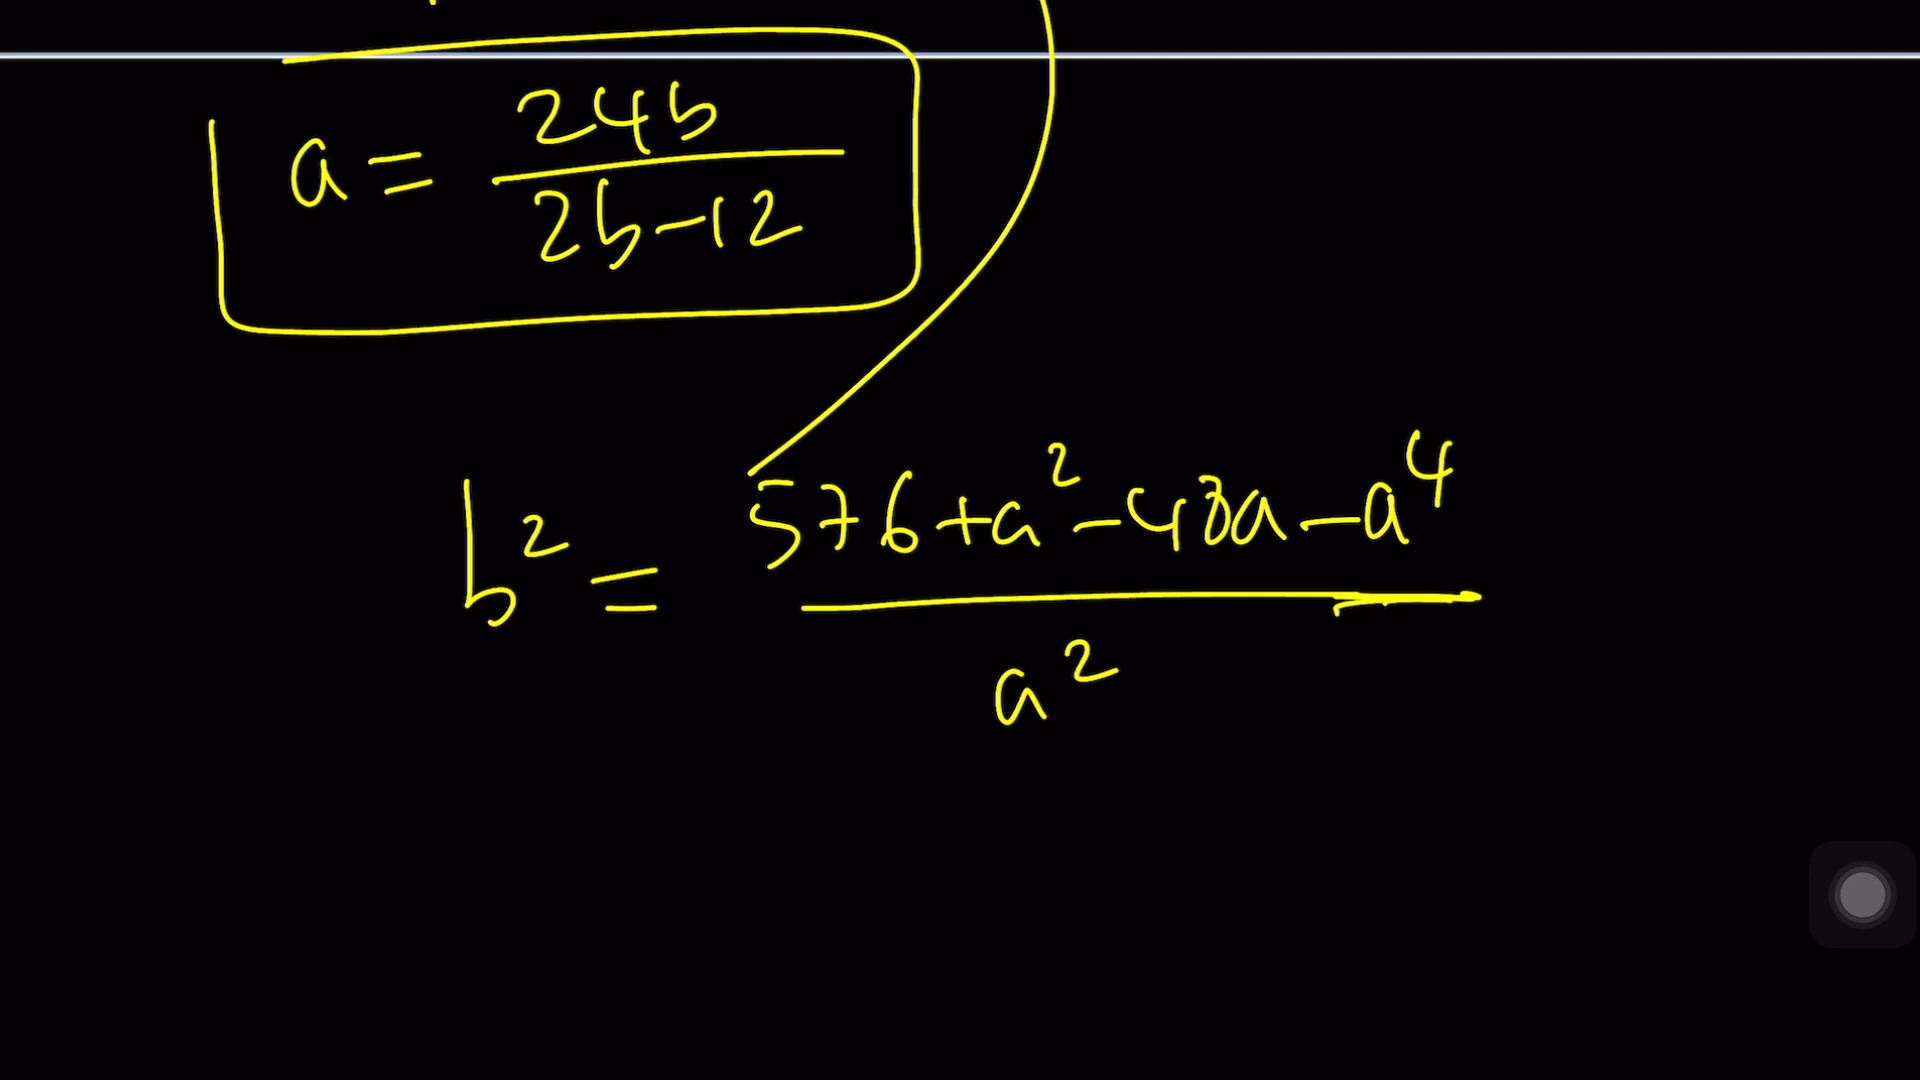 a = 24b / 2b-12
b² = 576+a²-48a-a⁴ / a²